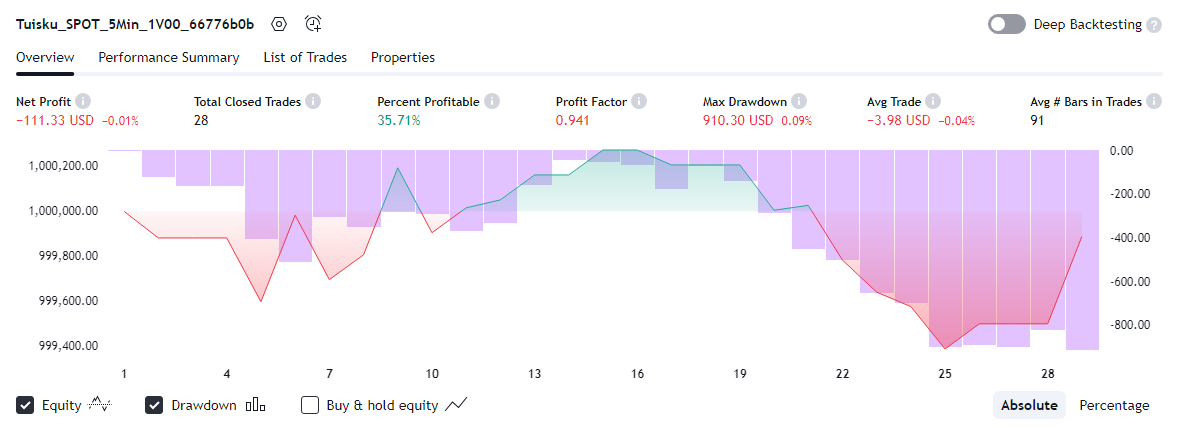 Tuisku_SPOT_5Min_1V00_66776b0b Deep Backtesting ?
Overview Performance Summary List of Trades Properties
Net Profit i Total Closed Trades i Percent Profitable i Profit Factor i Max Drawdown i Avg Trade i Avg # Bars in Trades i
−111.33 USD −0.01% 28 35.71% 0.941 910.30 USD 0.09% −3.98 USD −0.04% 91
1,000,200.00
1,000,000.00
999,800.00
999,600.00
999,400.00
0.00
-200.00
-400.00
-600.00
-800.00
1 4 7 10 13 16 19 22 25 28
Equity Drawdown Buy & hold equity Absolute Percentage